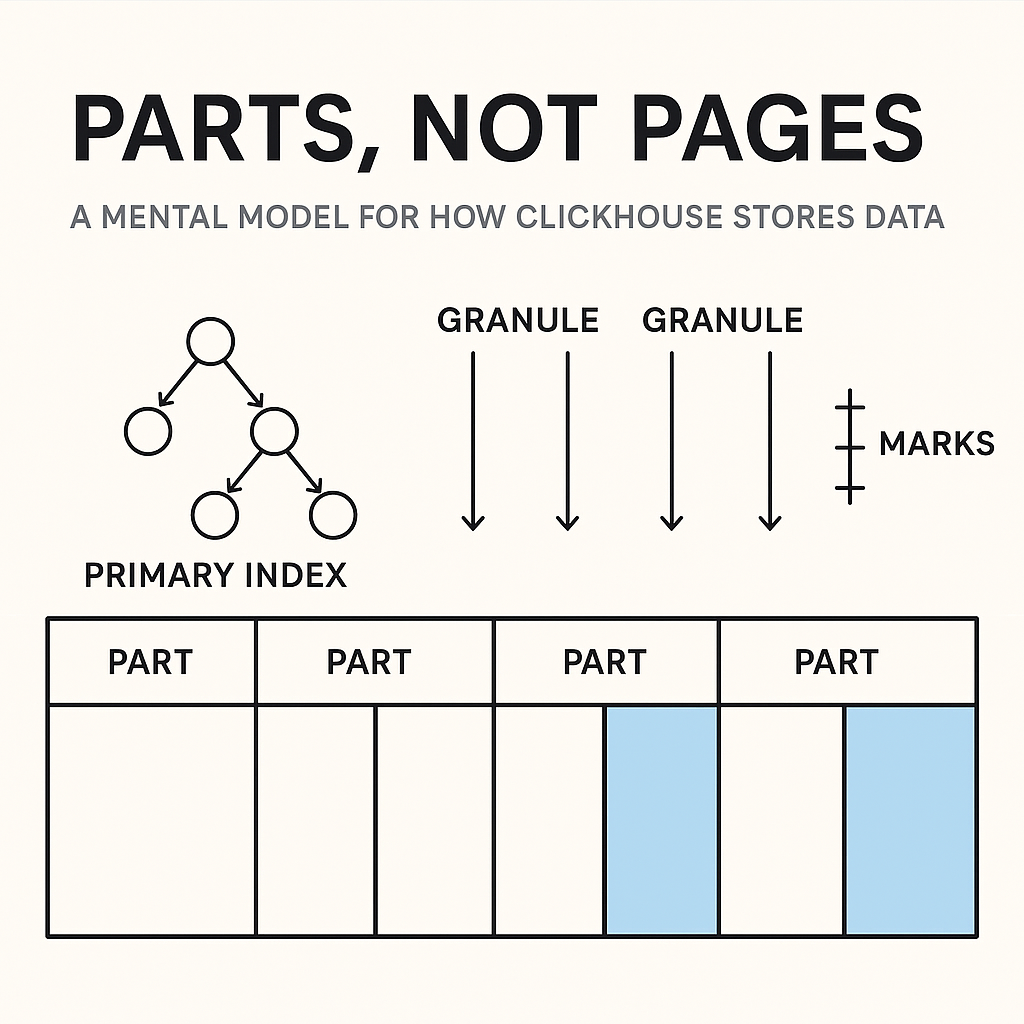 PARTS, NOT PAGES
A MENTAL MODEL FOR HOW CLICKHOUSE STORES DATA
GRANULE GRANULE
MARKS
PRIMARY INDEX
PART PART PART PART